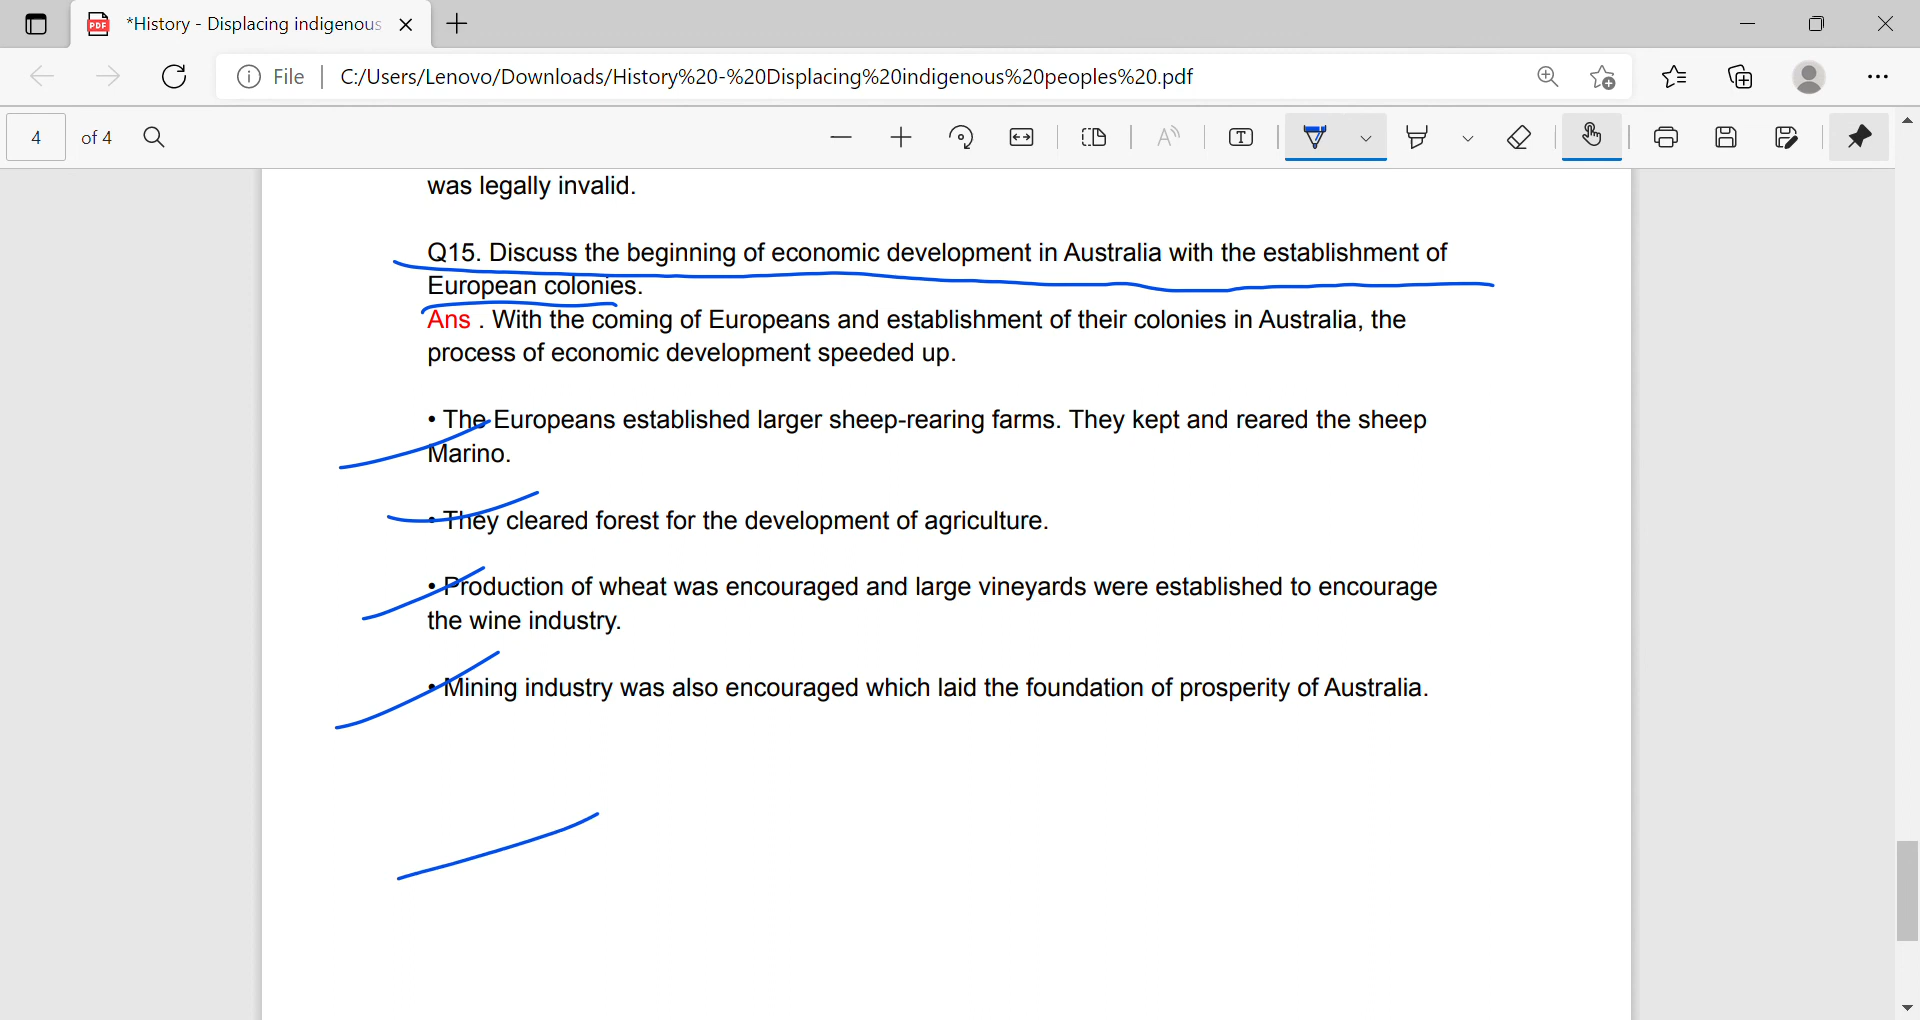 *History - Displacing indigenous
File
C:/Users/Lenovo/Downloads/History%20-%20Displacing%20indigenous%20peoples%20.pdf
4 of 4
was legally invalid.
Q15. Discuss the beginning of economic development in Australia with the establishment of
European colonies.
Ans . With the coming of Europeans and establishment of their colonies in Australia, the
process of economic development speeded up.
• The Europeans established larger sheep-rearing farms. They kept and reared the sheep
Marino.
• They cleared forest for the development of agriculture.
• Production of wheat was encouraged and large vineyards were established to encourage
the wine industry.
• Mining industry was also encouraged which laid the foundation of prosperity of Australia.